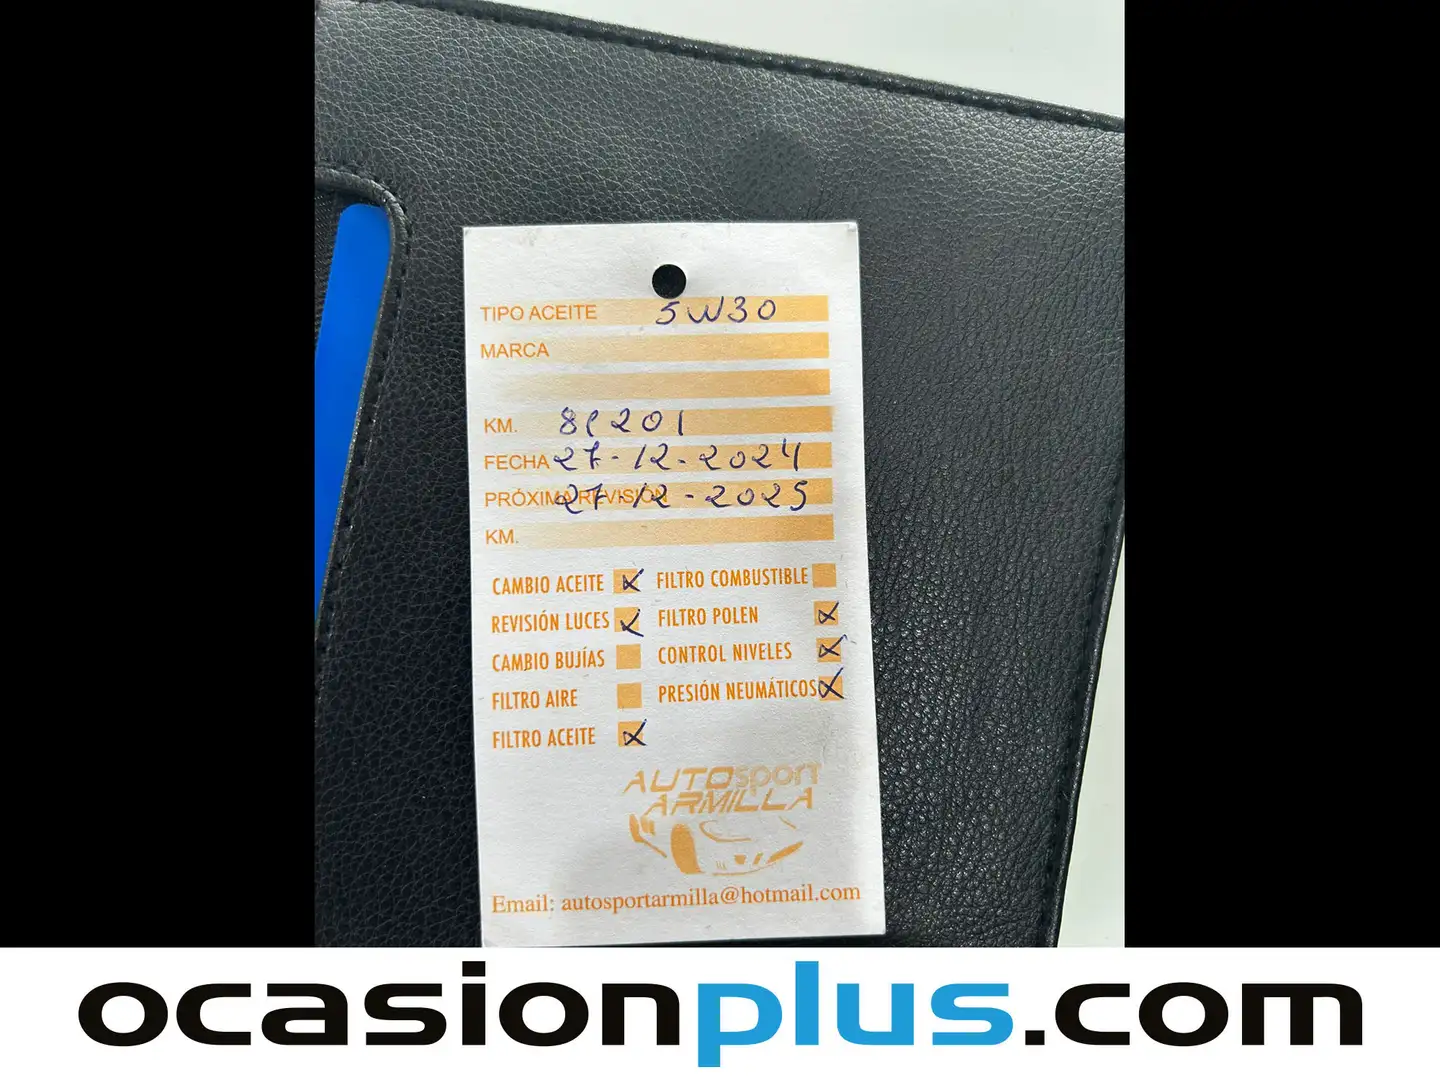 TIPO ACEITE 5W30
MARCA
KM. 89201
FECHA 27-12-2024
PRÓXIMA REVISIÓN 27-12-2025
KM.
CAMBIO ACEITE X FILTRO COMBUSTIBLE
REVISIÓN LUCES X FILTRO POLEN X
CAMBIO BUJÍAS CONTROL NIVELES X
FILTRO AIRE PRESIÓN NEUMÁTICOS X
FILTRO ACEITE X
AUTOsport
ARMILLA
Email: autosportarmilla@hotmail.com
ocasionplus.com